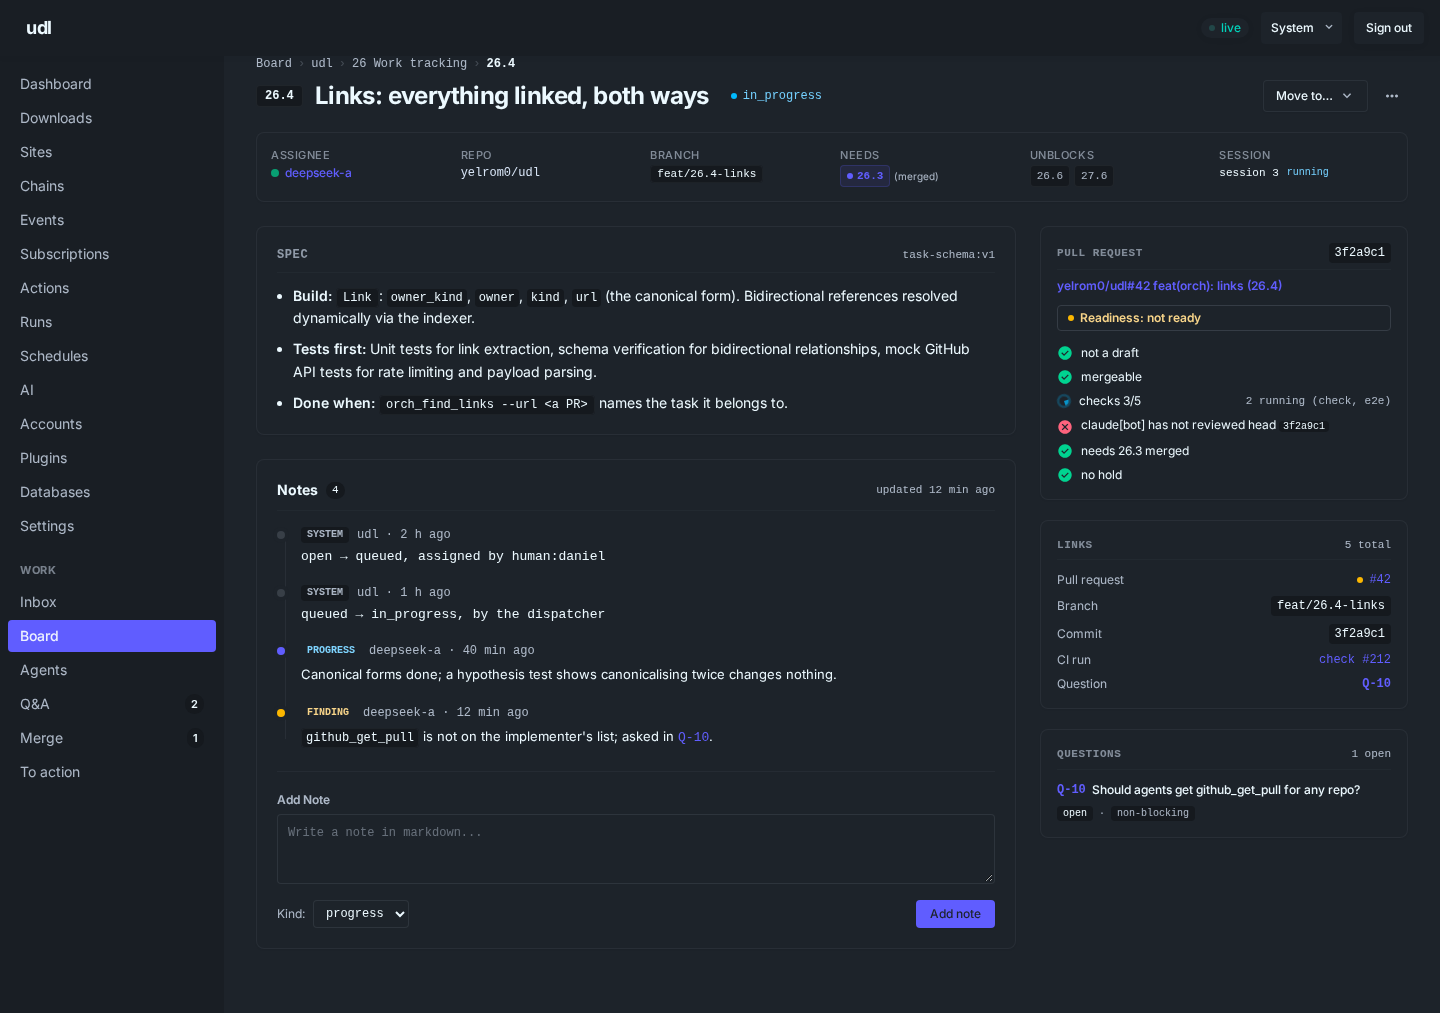 udl
live
System
Sign out
Dashboard
Downloads
Sites
Chains
Events
Subscriptions
Actions
Runs
Schedules
AI
Accounts
Plugins
Databases
Settings
WORK
Inbox
Board
Agents
Q&A 2
Merge 1
To action
Board › udl › 26 Work tracking › 26.4
26.4 Links: everything linked, both ways in_progress
Move to... ···
ASSIGNEE
deepseek-a
REPO
yelrom0/udl
BRANCH
feat/26.4-links
NEEDS
26.3 (merged)
UNBLOCKS
26.6 27.6
SESSION
session 3 running
SPEC task-schema:v1
• Build: Link: owner_kind, owner, kind, url (the canonical form). Bidirectional references resolved
dynamically via the indexer.
• Tests first: Unit tests for link extraction, schema verification for bidirectional relationships, mock GitHub
API tests for rate limiting and payload parsing.
• Done when: orch_find_links --url <a PR> names the task it belongs to.
Notes 4 updated 12 min ago
SYSTEM udl · 2 h ago
open → queued, assigned by human:daniel
SYSTEM udl · 1 h ago
queued → in_progress, by the dispatcher
PROGRESS deepseek-a · 40 min ago
Canonical forms done; a hypothesis test shows canonicalising twice changes nothing.
FINDING deepseek-a · 12 min ago
github_get_pull is not on the implementer's list; asked in Q-10.
Add Note
Write a note in markdown...
Kind: progress
Add note
PULL REQUEST 3f2a9c1
yelrom0/udl#42 feat(orch): links (26.4)
Readiness: not ready
not a draft
mergeable
checks 3/5 2 running (check, e2e)
claude[bot] has not reviewed head 3f2a9c1
needs 26.3 merged
no hold
LINKS 5 total
Pull request #42
Branch feat/26.4-links
Commit 3f2a9c1
CI run check #212
Question Q-10
QUESTIONS 1 open
Q-10 Should agents get github_get_pull for any repo?
open · non-blocking